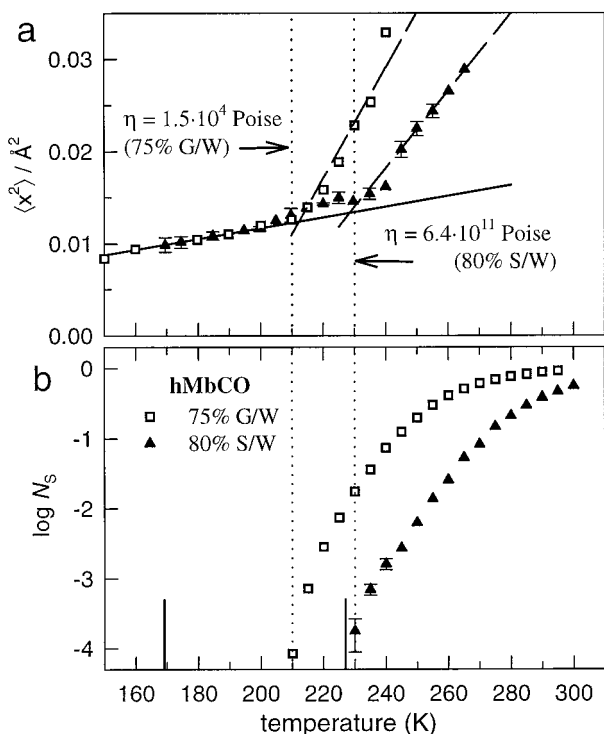 a
0.03
0.02
0.01
0.00
⟨x²⟩ / Å²
η = 1.5·10⁴ Poise
(75% G/W)
η = 6.4·10¹¹ Poise
(80% S/W)
b
0
-1
-2
-3
-4
log N_S
hMbCO
75% G/W
80% S/W
160 180 200 220 240 260 280 300
temperature (K)